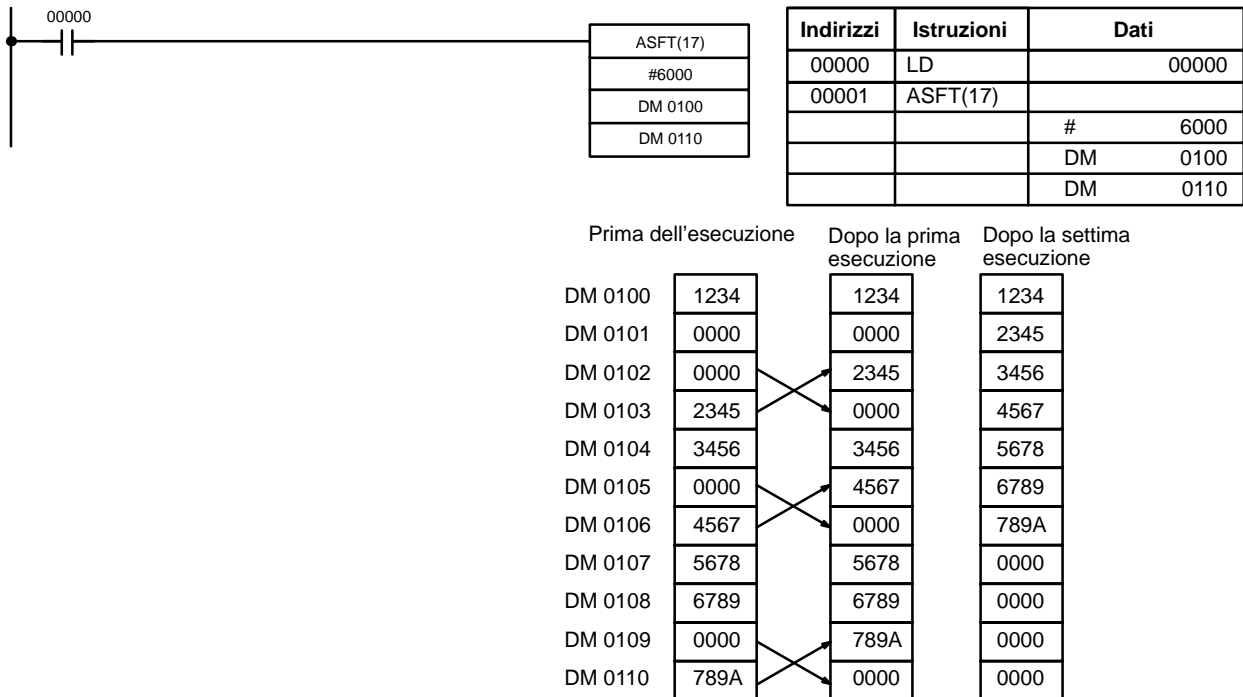 00000
ASFT(17)
#6000
DM 0100
DM 0110
Indirizzi Istruzioni Dati
00000 LD 00000
00001 ASFT(17)
# 6000
DM 0100
DM 0110
Prima dell’esecuzione Dopo la prima esecuzione Dopo la settima esecuzione
DM 0100 1234 1234 1234
DM 0101 0000 0000 2345
DM 0102 0000 2345 3456
DM 0103 2345 0000 4567
DM 0104 3456 3456 5678
DM 0105 0000 4567 6789
DM 0106 4567 0000 789A
DM 0107 5678 5678 0000
DM 0108 6789 6789 0000
DM 0109 0000 789A 0000
DM 0110 789A 0000 0000